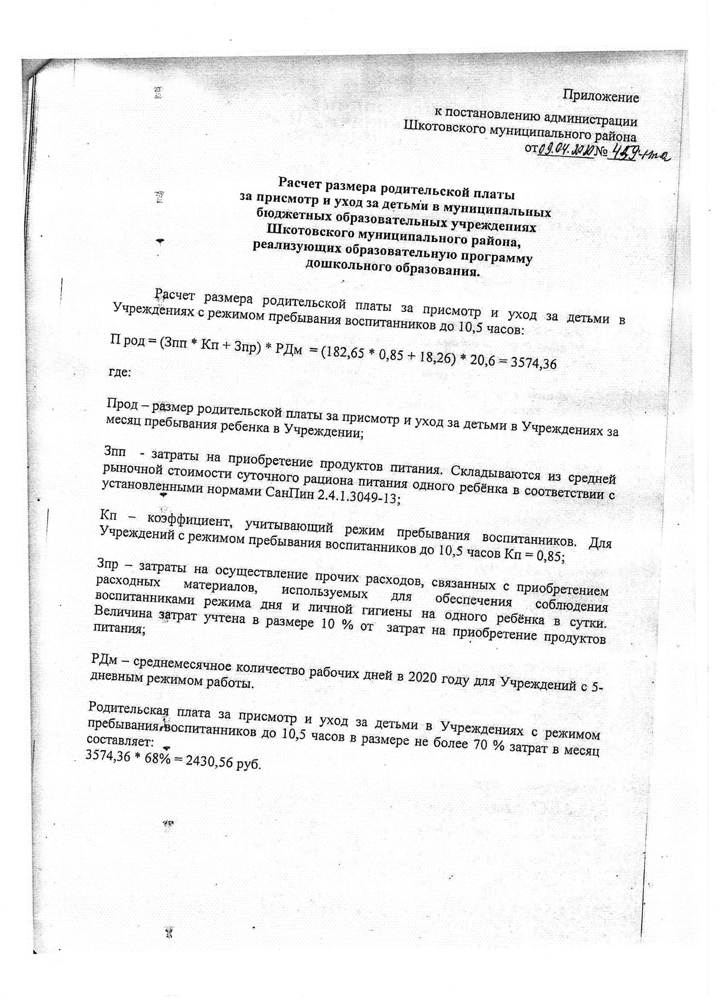 Приложение
к постановлению администрации
Шкотовского муниципального района
от 09.04.2020 № 459-
Расчет размера родительской платы
за присмотр и уход за детьми в муниципальных
бюджетных образовательных учреждениях
Шкотовского муниципального района,
реализующих образовательную программу
дошкольного образования.
Расчет размера родительской платы за присмотр и уход за детьми в
Учреждениях с режимом пребывания воспитанников до 10,5 часов:
П род = (Зпп * Кп + Зпр) * РДм = (182,65 * 0,85 + 18,26) * 20,6 = 3574,36
где:
Прод – размер родительской платы за присмотр и уход за детьми в Учреждениях за
месяц пребывания ребенка в Учреждении;
Зпп - затраты на приобретение продуктов питания. Складываются из средней
рыночной стоимости суточного рациона питания одного ребёнка в соответствии с
установленными нормами СанПин 2.4.1.3049-13;
Кп – коэффициент, учитывающий режим пребывания воспитанников. Для
Учреждений с режимом пребывания воспитанников до 10,5 часов Кп = 0,85;
Зпр – затраты на осуществление прочих расходов, связанных с приобретением
расходных материалов, используемых для обеспечения соблюдения
воспитанниками режима дня и личной гигиены на одного ребёнка в сутки.
Величина затрат учтена в размере 10 % от затрат на приобретение продуктов
питания;
РДм – среднемесячное количество рабочих дней в 2020 году для Учреждений с 5-
дневным режимом работы.
Родительская плата за присмотр и уход за детьми в Учреждениях с режимом
пребывания воспитанников до 10,5 часов в размере не более 70 % затрат в месяц
составляет:
3574,36 * 68% = 2430,56 руб.